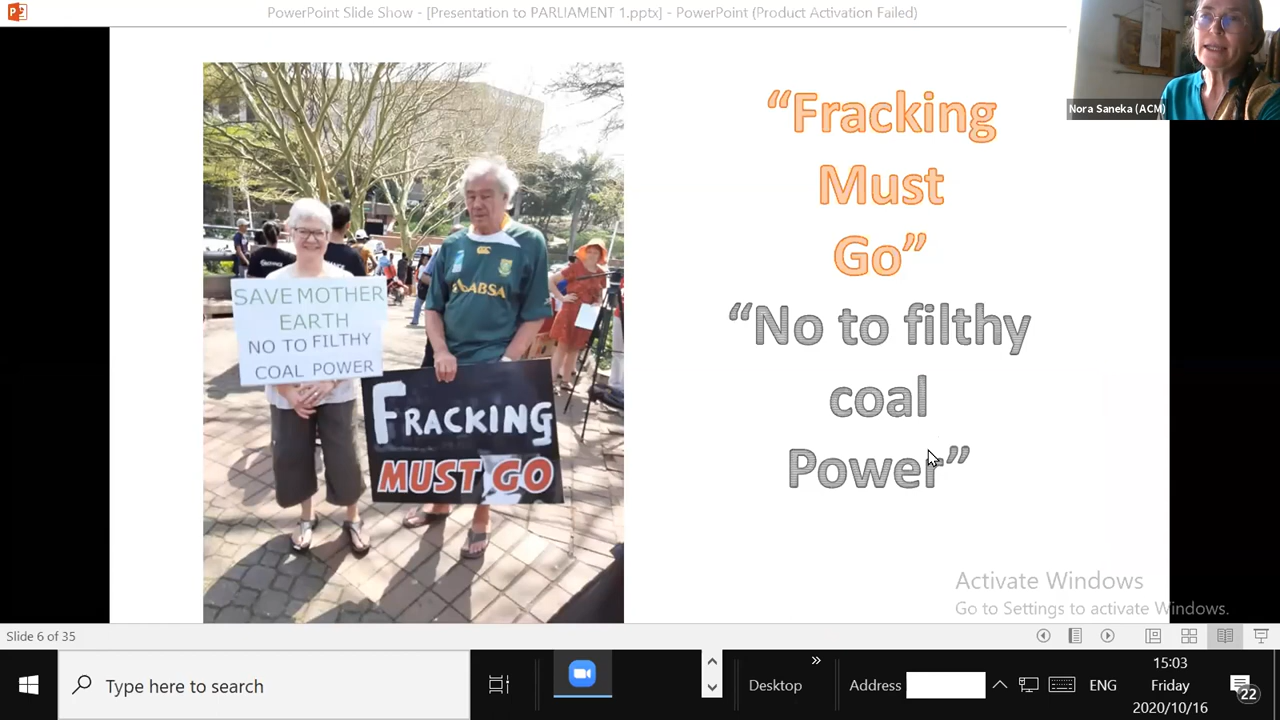 PowerPoint Slide Show - [Presentation to PARLIAMENT 1.pptx] - PowerPoint (Product Activation Failed)
Nora Saneka (ACM)
“Fracking
Must
Go”
“No to filthy
coal
Power”
SAVE MOTHER
EARTH
NO TO FILTHY
COAL POWER
ABSA
FRACKING
MUST GO
Activate Windows
Go to Settings to activate Windows.
Slide 6 of 35
Type here to search
Desktop
Address
ENG
15:03
Friday
2020/10/16
22